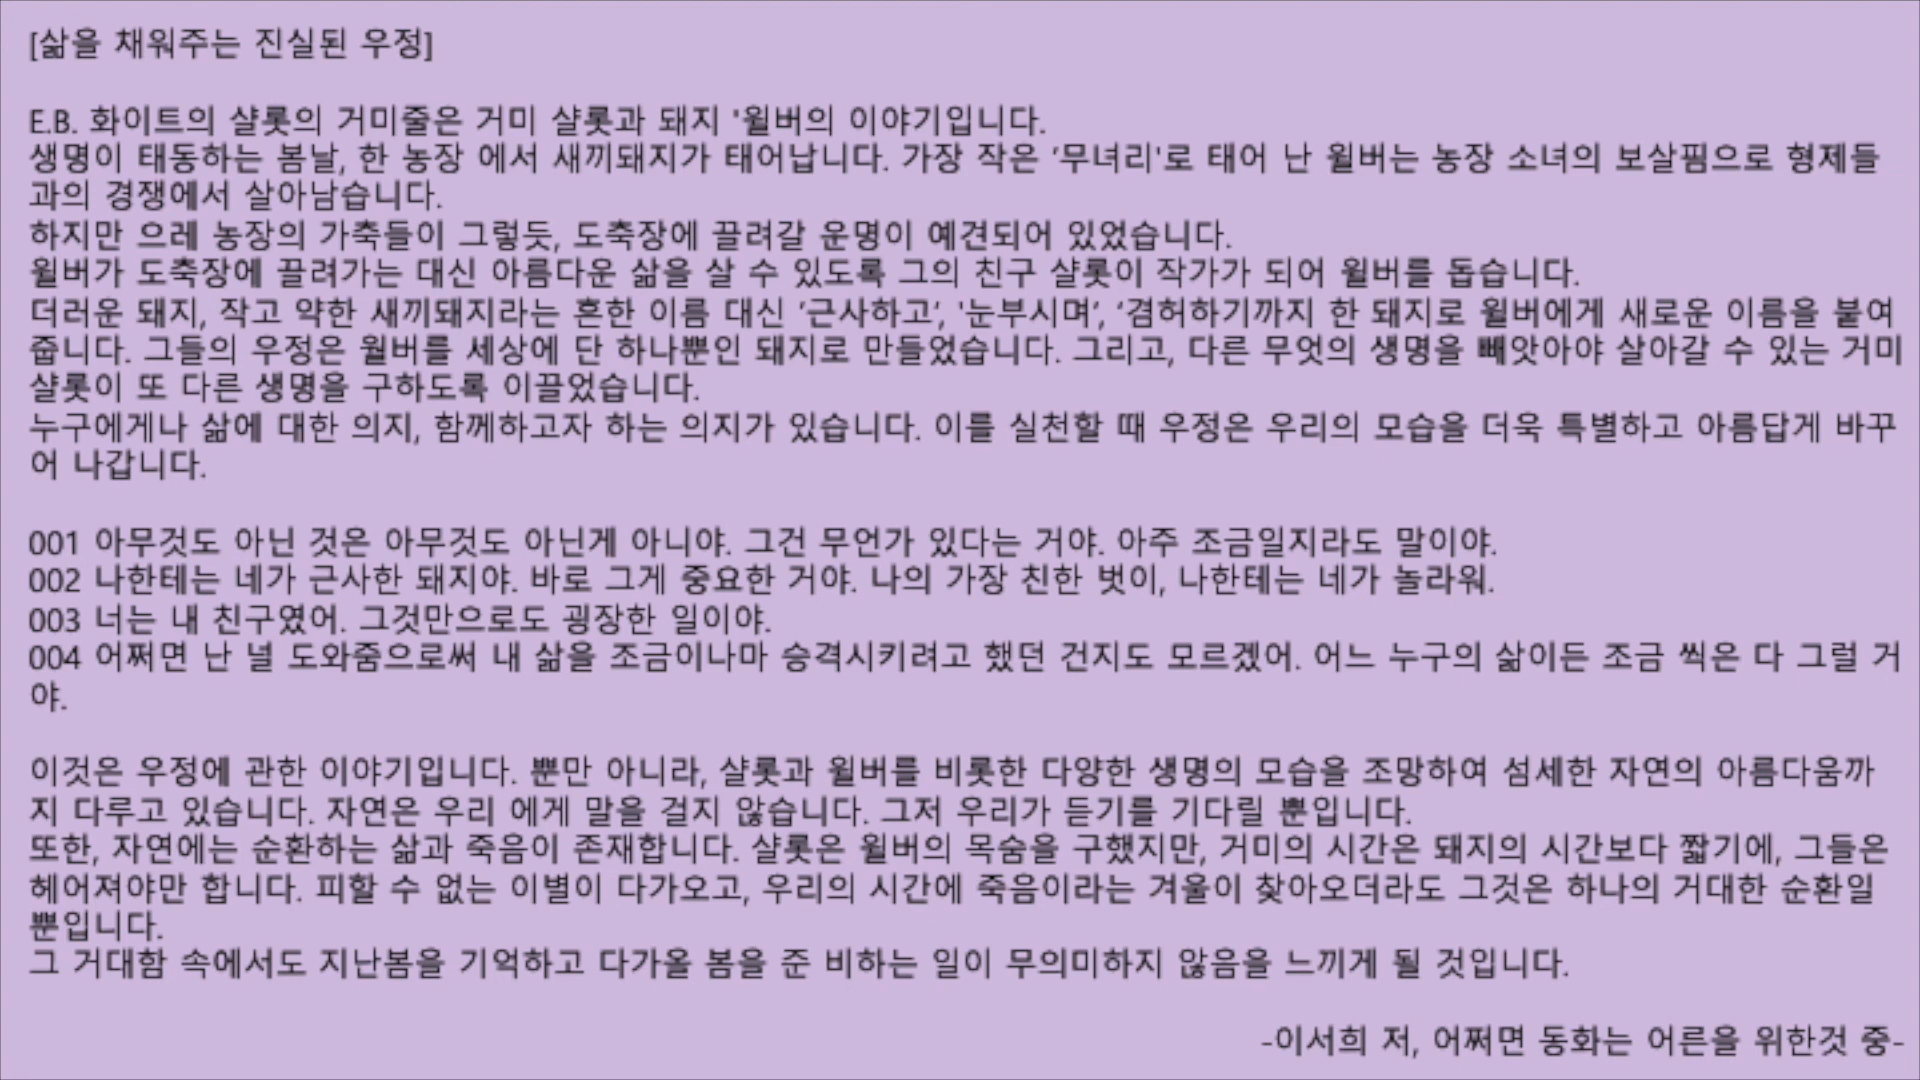 [삶을 채워주는 진실된 우정]
E.B. 화이트의 샬롯의 거미줄은 거미 샬롯과 돼지 '윌버의 이야기입니다.
생명이 태동하는 봄날, 한 농장 에서 새끼돼지가 태어납니다. 가장 작은 '무녀리'로 태어 난 윌버는 농장 소녀의 보살핌으로 형제들
과의 경쟁에서 살아남습니다.
하지만 으레 농장의 가축들이 그렇듯, 도축장에 끌려갈 운명이 예견되어 있었습니다.
윌버가 도축장에 끌려가는 대신 아름다운 삶을 살 수 있도록 그의 친구 샬롯이 작가가 되어 윌버를 돕습니다.
더러운 돼지, 작고 약한 새끼돼지라는 흔한 이름 대신 '근사하고', '눈부시며', '겸허하기까지 한 돼지로 윌버에게 새로운 이름을 붙여
줍니다. 그들의 우정은 윌버를 세상에 단 하나뿐인 돼지로 만들었습니다. 그리고, 다른 무엇의 생명을 빼앗아야 살아갈 수 있는 거미
샬롯이 또 다른 생명을 구하도록 이끌었습니다.
누구에게나 삶에 대한 의지, 함께하고자 하는 의지가 있습니다. 이를 실천할 때 우정은 우리의 모습을 더욱 특별하고 아름답게 바꾸
어 나갑니다.
001 아무것도 아닌 것은 아무것도 아닌게 아니야. 그건 무언가 있다는 거야. 아주 조금일지라도 말이야.
002 나한테는 네가 근사한 돼지야. 바로 그게 중요한 거야. 나의 가장 친한 벗이, 나한테는 네가 놀라워.
003 너는 내 친구였어. 그것만으로도 굉장한 일이야.
004 어쩌면 난 널 도와줌으로써 내 삶을 조금이나마 승격시키려고 했던 건지도 모르겠어. 어느 누구의 삶이든 조금 씩은 다 그럴 거
야.
이것은 우정에 관한 이야기입니다. 뿐만 아니라, 샬롯과 윌버를 비롯한 다양한 생명의 모습을 조망하여 섬세한 자연의 아름다움까
지 다루고 있습니다. 자연은 우리 에게 말을 걸지 않습니다. 그저 우리가 듣기를 기다릴 뿐입니다.
또한, 자연에는 순환하는 삶과 죽음이 존재합니다. 샬롯은 윌버의 목숨을 구했지만, 거미의 시간은 돼지의 시간보다 짧기에, 그들은
헤어져야만 합니다. 피할 수 없는 이별이 다가오고, 우리의 시간에 죽음이라는 겨울이 찾아오더라도 그것은 하나의 거대한 순환일
뿐입니다.
그 거대함 속에서도 지난봄을 기억하고 다가올 봄을 준 비하는 일이 무의미하지 않음을 느끼게 될 것입니다.
-이서희 저, 어쩌면 동화는 어른을 위한것 중-